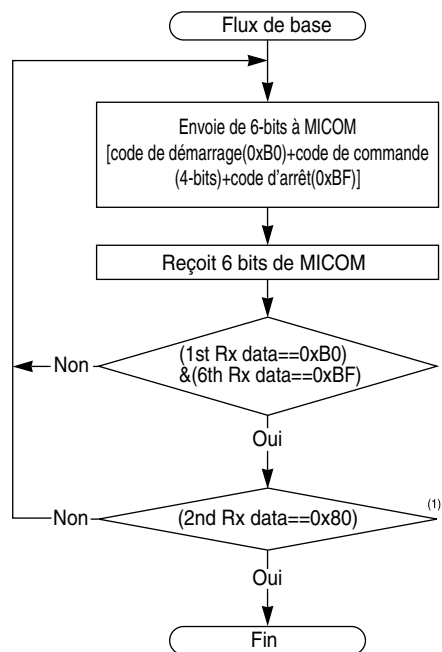 Flux de base
Envoie de 6-bits à MICOM
[code de démarrage(0xB0)+code de commande
(4-bits)+code d'arrêt(0xBF)]
Reçoit 6 bits de MICOM
(1st Rx data==0xB0)
&(6th Rx data==0xBF)
Non
Oui
(2nd Rx data==0x80)
(1)
Non
Oui
Fin